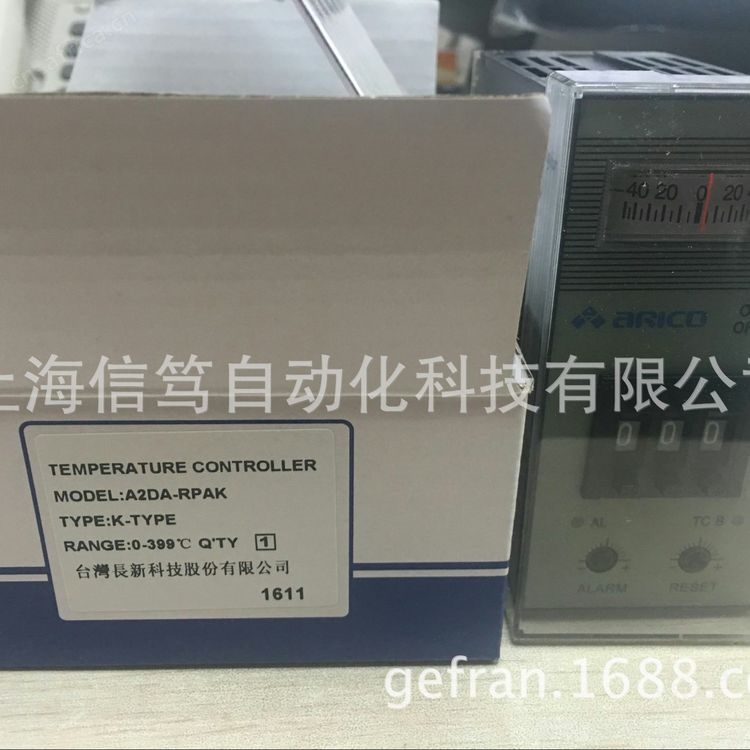 -40 20 0 20
ARICO
上海信笃自动化科技有限公司
0 0 0
TEMPERATURE CONTROLLER
MODEL:A2DA-RPAK
TYPE:K-TYPE
RANGE:0-399℃ Q'TY 1
台灣長新科技股份有限公司
1611
AL TC B
ALARM RESET
gefran.1688.co